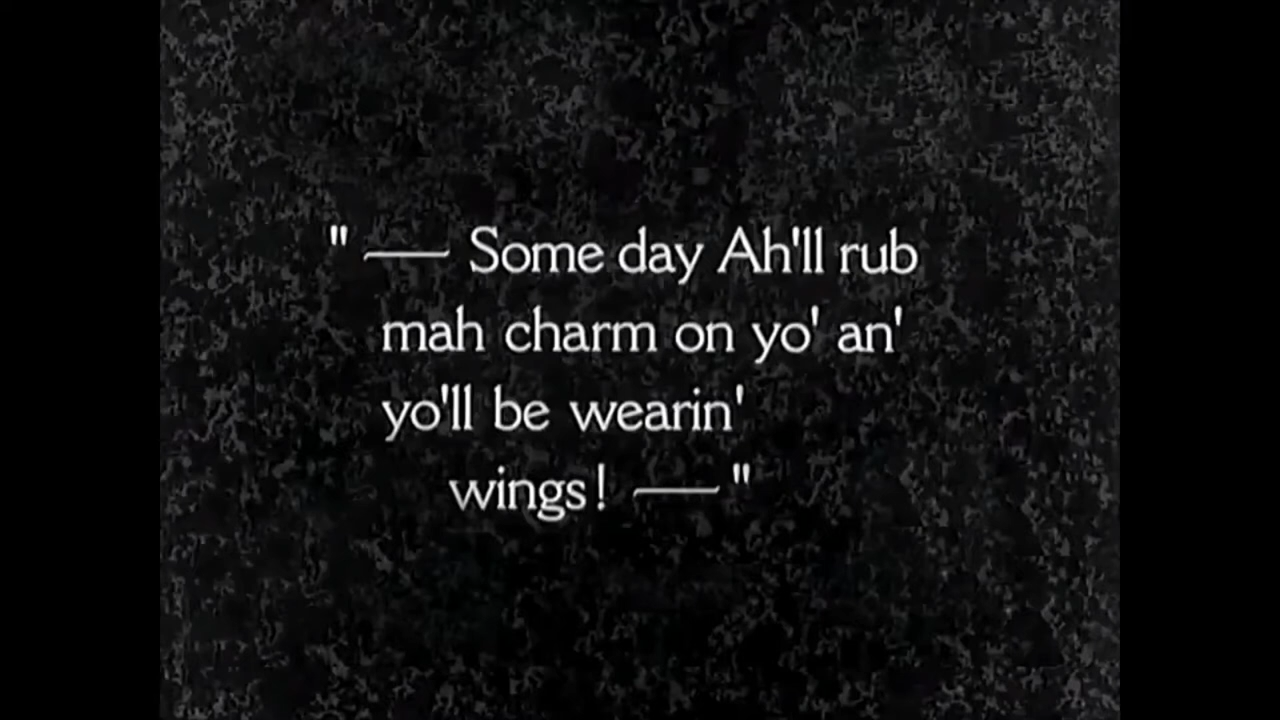 " — Some day Ah'll rub
mah charm on yo' an'
yo'll be wearin'
wings! — "